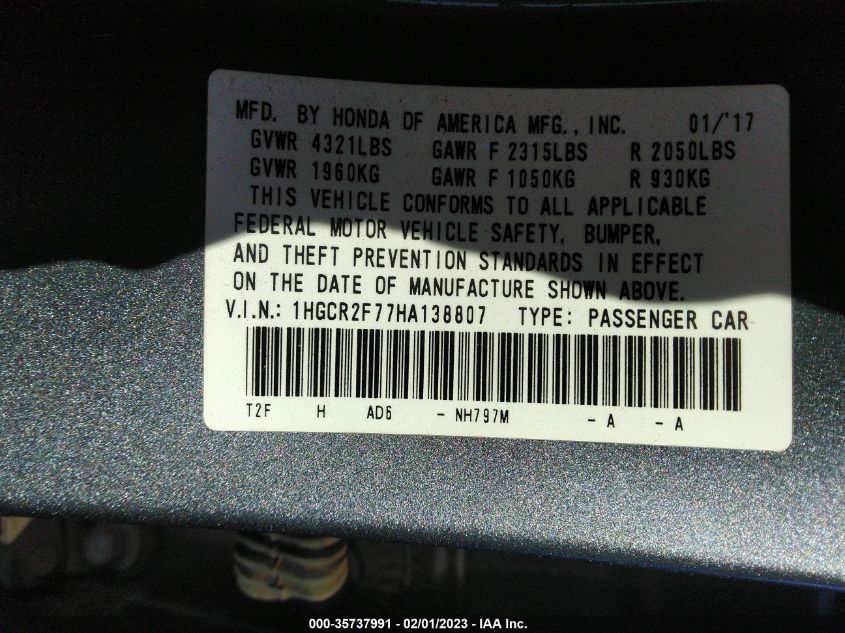 MFD. BY HONDA OF AMERICA MFG., INC. 01/'17
GVWR 4321LBS GAWR F 2315LBS R 2050LBS
GVWR 1960KG GAWR F 1050KG R 930KG
THIS VEHICLE CONFORMS TO ALL APPLICABLE
FEDERAL MOTOR VEHICLE SAFETY, BUMPER,
AND THEFT PREVENTION STANDARDS IN EFFECT
ON THE DATE OF MANUFACTURE SHOWN ABOVE.
V.I.N.: 1HGCR2F77HA138807 TYPE: PASSENGER CAR
T2F H AD6 - NH797M - A - A
000-35737991 - 02/01/2023 - IAA Inc.